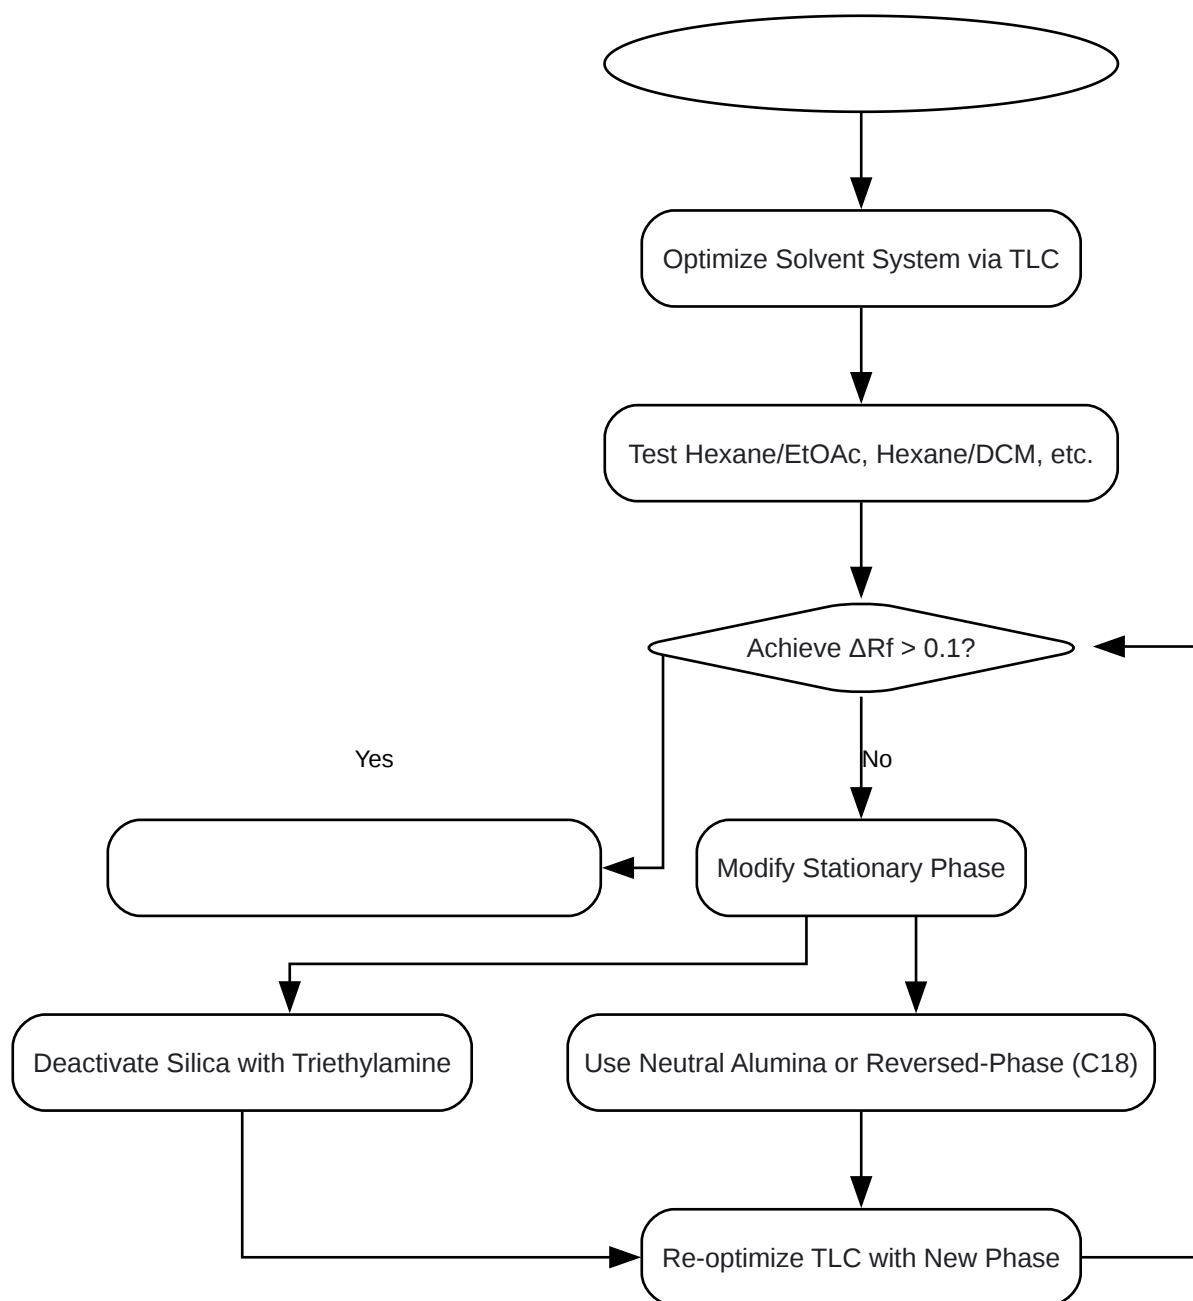 Optimize Solvent System via TLC
Test Hexane/EtOAc, Hexane/DCM, etc.
Achieve ΔRf > 0.1?
Yes
No
Modify Stationary Phase
Deactivate Silica with Triethylamine
Use Neutral Alumina or Reversed-Phase (C18)
Re-optimize TLC with New Phase